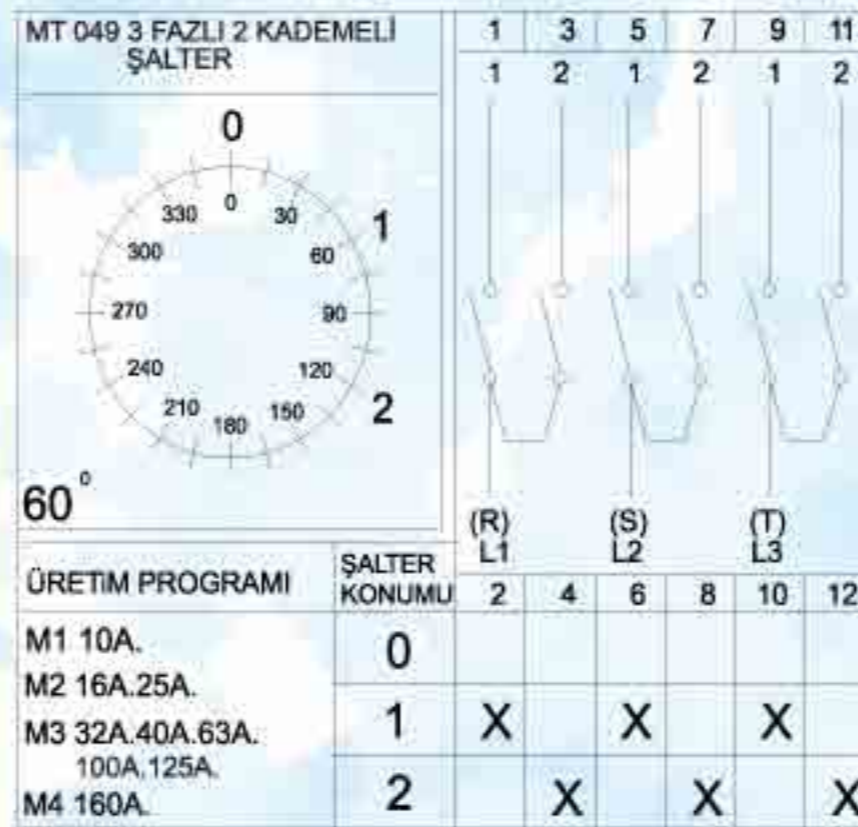 MT 049 3 FAZLI 2 KADEMELİ
ŞALTER
1 3 5 7 9 11
1 2 1 2 1 2
0
0
30
1
60
90
120
2
150
180
210
240
270
300
330
60°
(R) (S) (T)
L1 L2 L3
ÜRETİM PROGRAMI
ŞALTER
KONUMU
2 4 6 8 10 12
M1 10A.
M2 16A.25A.
M3 32A.40A.63A.
100A.125A.
M4 160A.
0
1 X X X
2 X X X